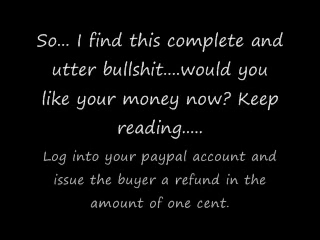 So... I find this complete and
utter bullshit....would you
like your money now? Keep
reading.....
Log into your paypal account and
issue the buyer a refund in the
amount of one cent.